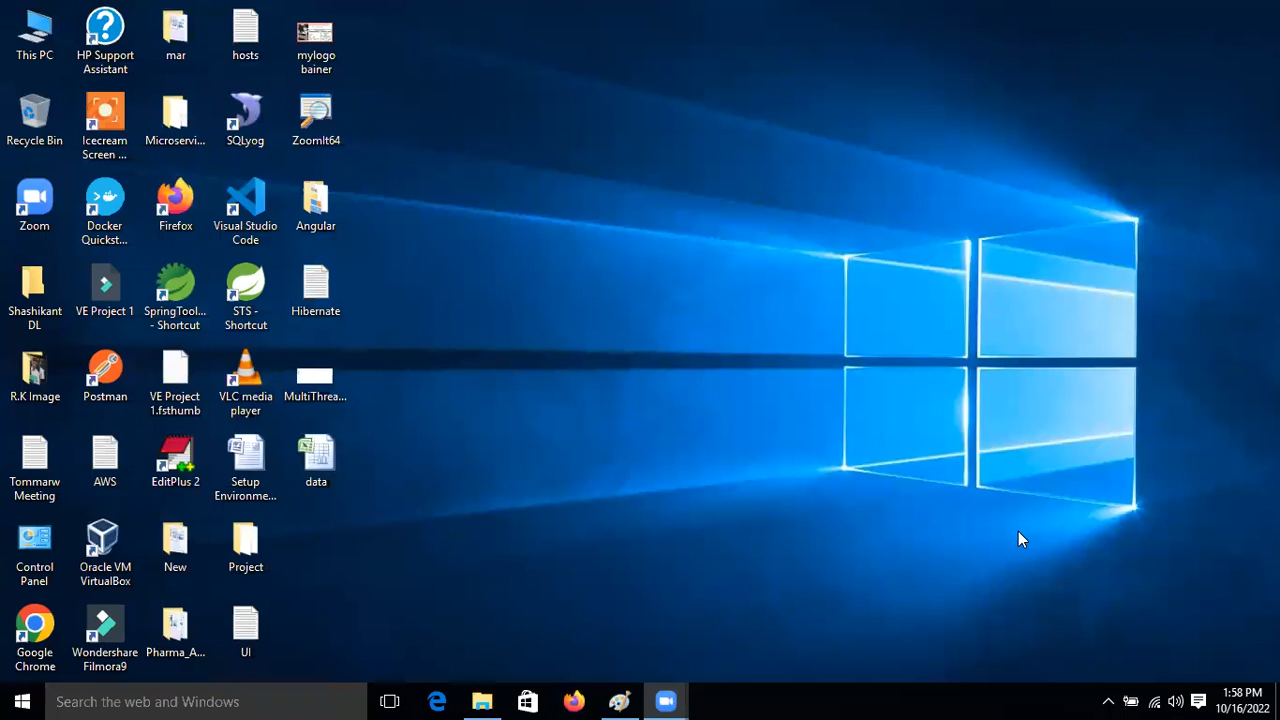 This PC
HP Support
Assistant
mar
hosts
mylogo
bainer
Recycle Bin
Icecream
Screen ...
Microservi...
SQLyog
ZoomIt64
Zoom
Docker
Quickst...
Firefox
Visual Studio
Code
Angular
Shashikant
DL
VE Project 1
SpringTool...
- Shortcut
STS -
Shortcut
Hibernate
R.K Image
Postman
VE Project
1.fsthumb
VLC media
player
MultiThrea...
Tommarw
Meeting
AWS
EditPlus 2
Setup
Environme...
data
Control
Panel
Oracle VM
VirtualBox
New
Project
Google
Chrome
Wondershare
Filmora9
Pharma_A...
UI
Search the web and Windows
1:58 PM
10/16/2022